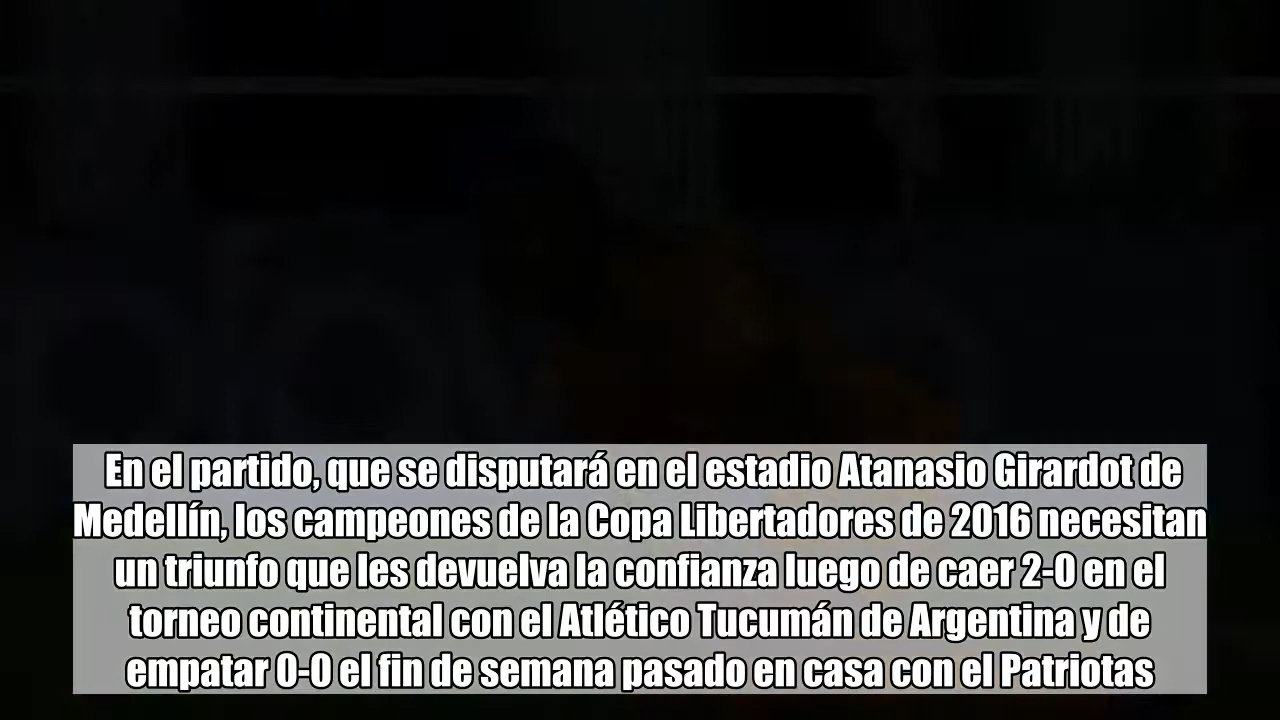 En el partido, que se disputará en el estadio Atanasio Girardot de
Medellín, los campeones de la Copa Libertadores de 2016 necesitan
un triunfo que les devuelva la confianza luego de caer 2-0 en el
torneo continental con el Atlético Tucumán de Argentina y de
empatar 0-0 el fin de semana pasado en casa con el Patriotas